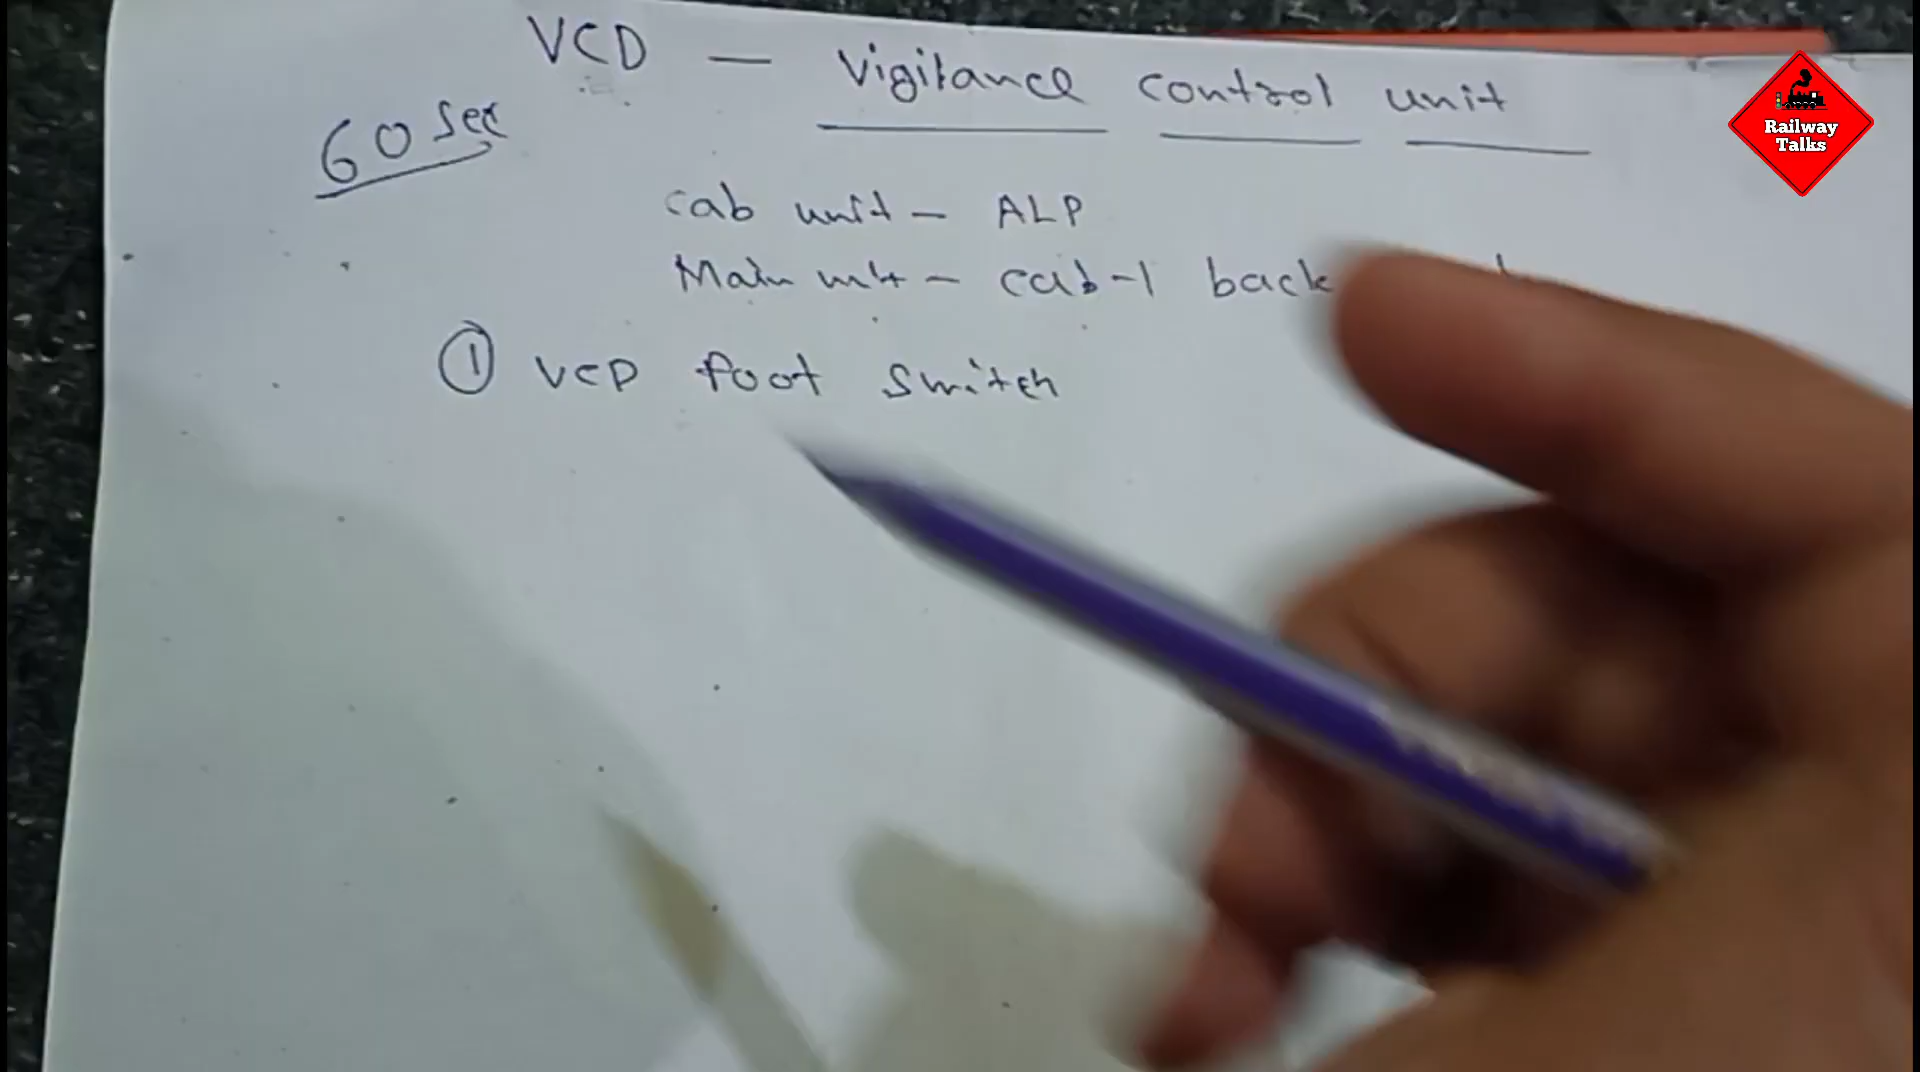 VCD — Vigilance control unit
60 Sec
cab unit — ALP
Main unit — cab-1 back
① VCD foot switch
Railway
Talks